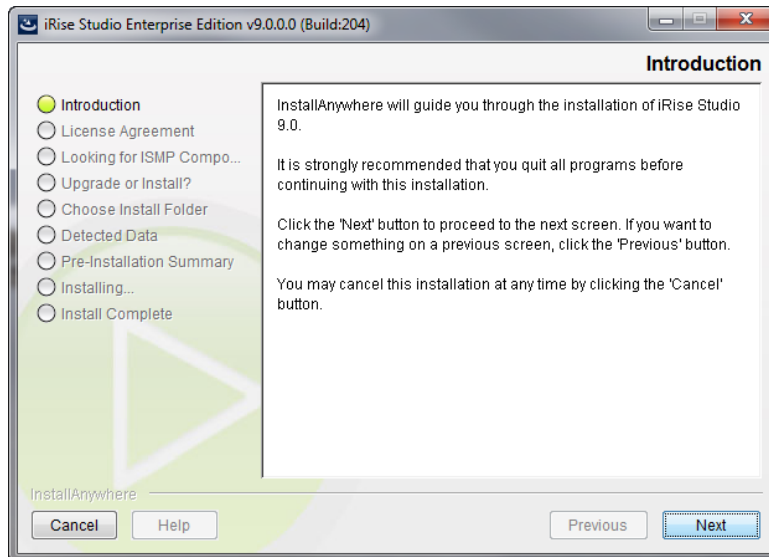 iRise Studio Enterprise Edition v9.0.0.0 (Build:204)
Introduction
Introduction
License Agreement
Looking for ISMP Compo...
Upgrade or Install?
Choose Install Folder
Detected Data
Pre-Installation Summary
Installing...
Install Complete
InstallAnywhere will guide you through the installation of iRise Studio
9.0.
It is strongly recommended that you quit all programs before
continuing with this installation.
Click the 'Next' button to proceed to the next screen. If you want to
change something on a previous screen, click the 'Previous' button.
You may cancel this installation at any time by clicking the 'Cancel'
button.
InstallAnywhere
Cancel
Help
Previous
Next